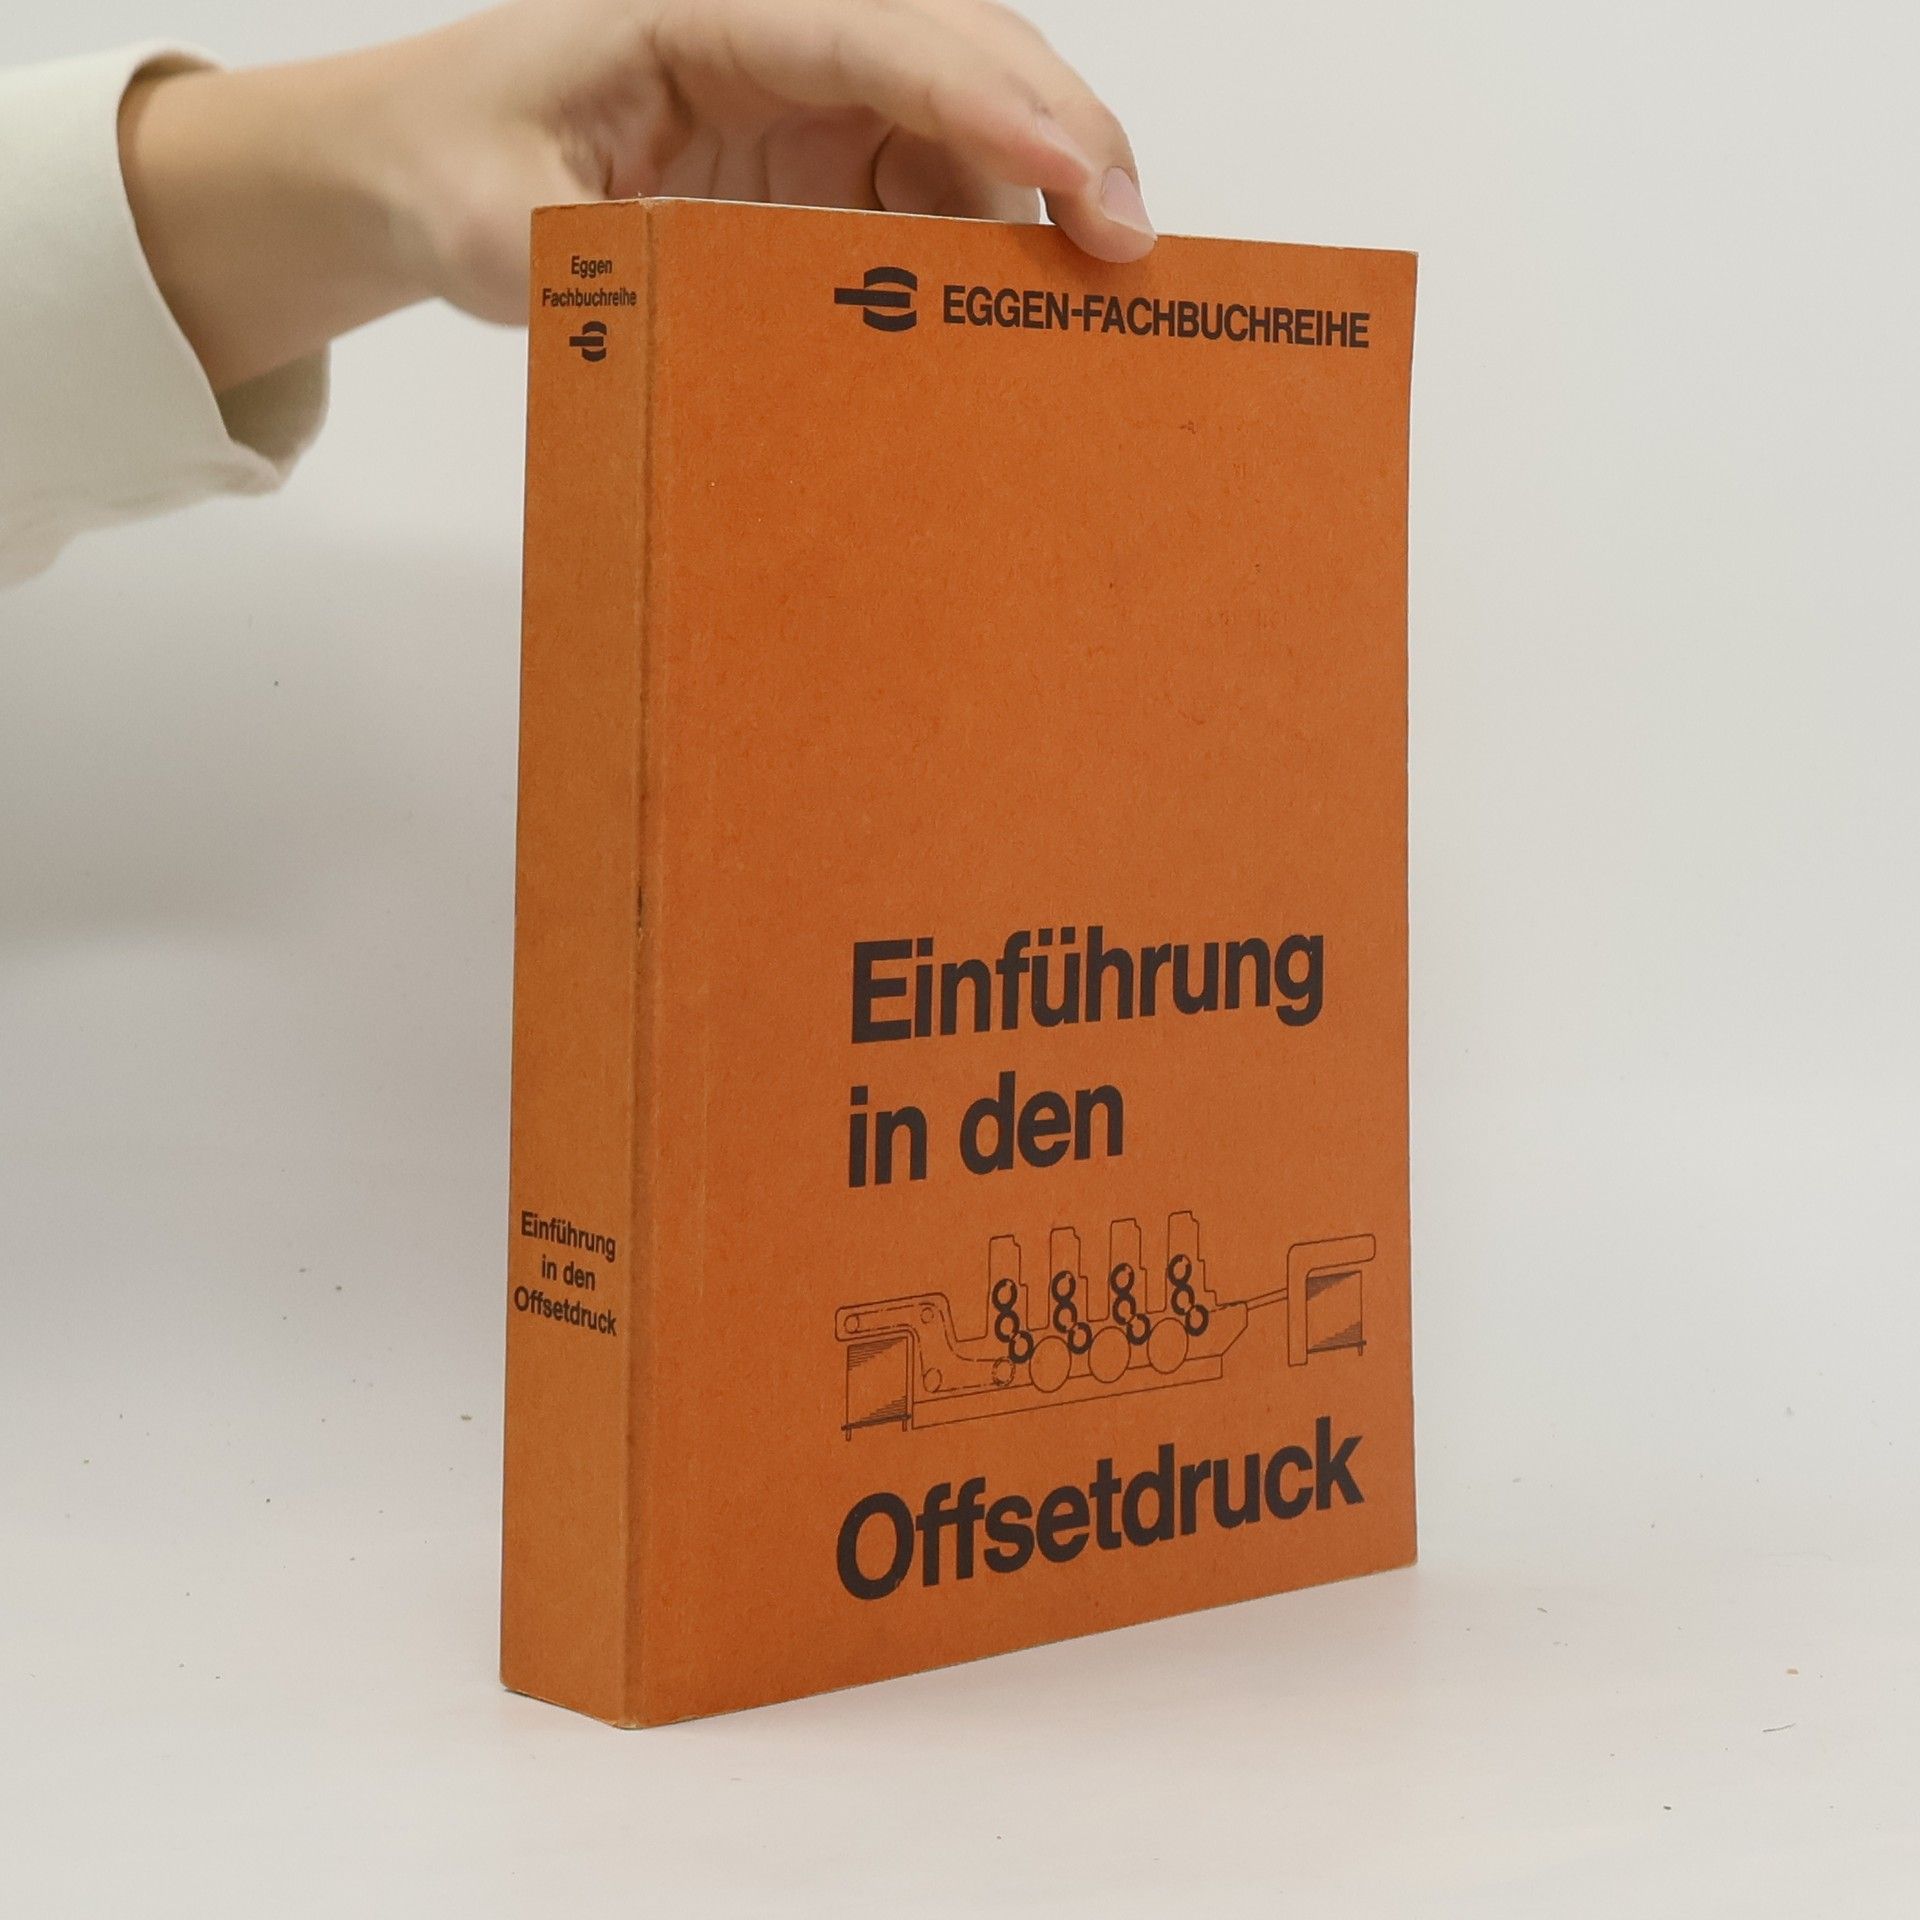 Eggen
Fachbuchreihe
Einführung
in den
Offsetdruck
EGGEN-FACHBUCHREIHE
Einführung
in den
Offsetdruck